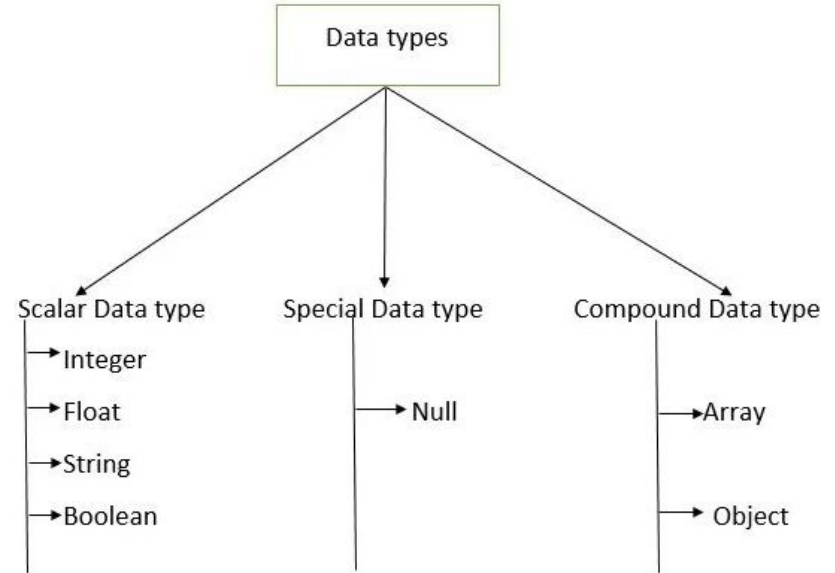 Data types
Scalar Data type
Integer
Float
String
Boolean
Special Data type
Null
Compound Data type
Array
Object